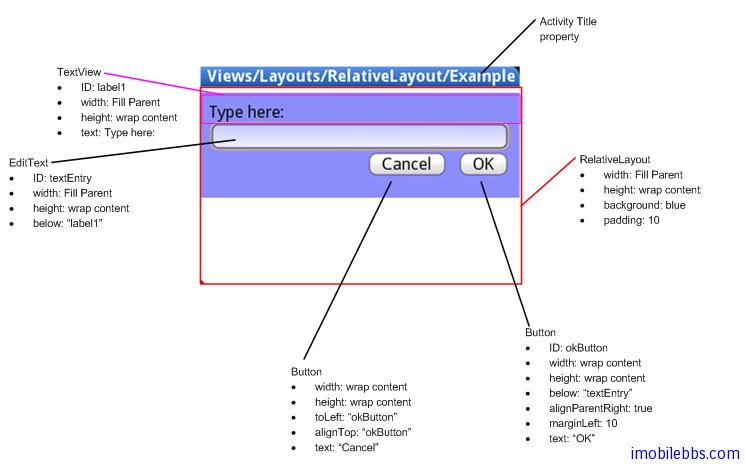 Activity Title
property
Views/Layouts/RelativeLayout/Example
TextView
• ID: label1
• width: Fill Parent
• height: wrap content
• text: Type here:
Type here:
EditText
• ID: textEntry
• width: Fill Parent
• height: wrap content
• below: “label1”
Cancel
OK
RelativeLayout
• width: Fill Parent
• height: wrap content
• background: blue
• padding: 10
Button
• width: wrap content
• height: wrap content
• toLeft: “okButton”
• alignTop: “okButton”
• text: “Cancel”
Button
• ID: okButton
• width: wrap content
• height: wrap content
• below: “textEntry”
• alignParentRight: true
• marginLeft: 10
• text: “OK”
imobilebbs.com